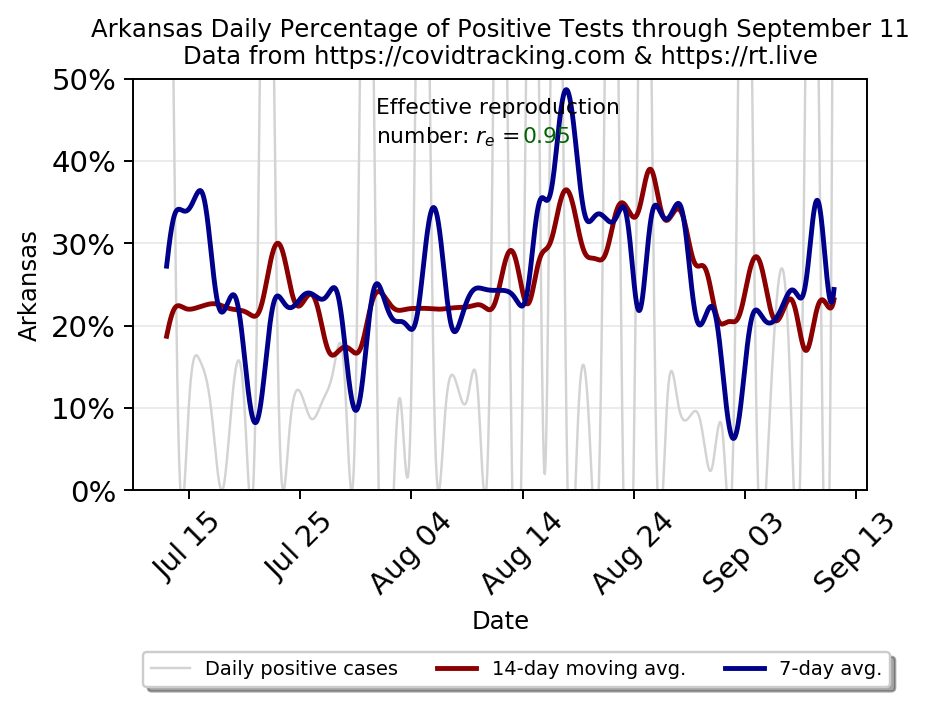 Arkansas Daily Percentage of Positive Tests through September 11
Data from https://covidtracking.com & https://rt.live
50%
Effective reproduction
number: rₑ =0.95
40%
30%
20%
10%
0%
Arkansas
Jul 15
Jul 25
Aug 04
Aug 14
Aug 24
Sep 03
Sep 13
Date
Daily positive cases
14-day moving avg.
7-day avg.